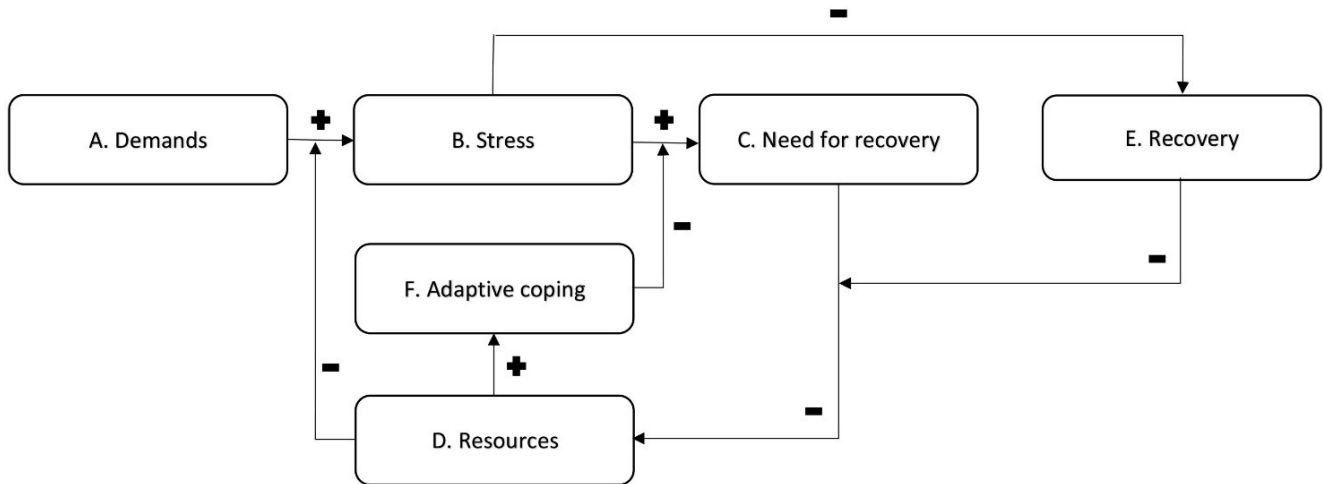 -
A. Demands
+
B. Stress
+
C. Need for recovery
E. Recovery
-
F. Adaptive coping
-
-
+
-
D. Resources